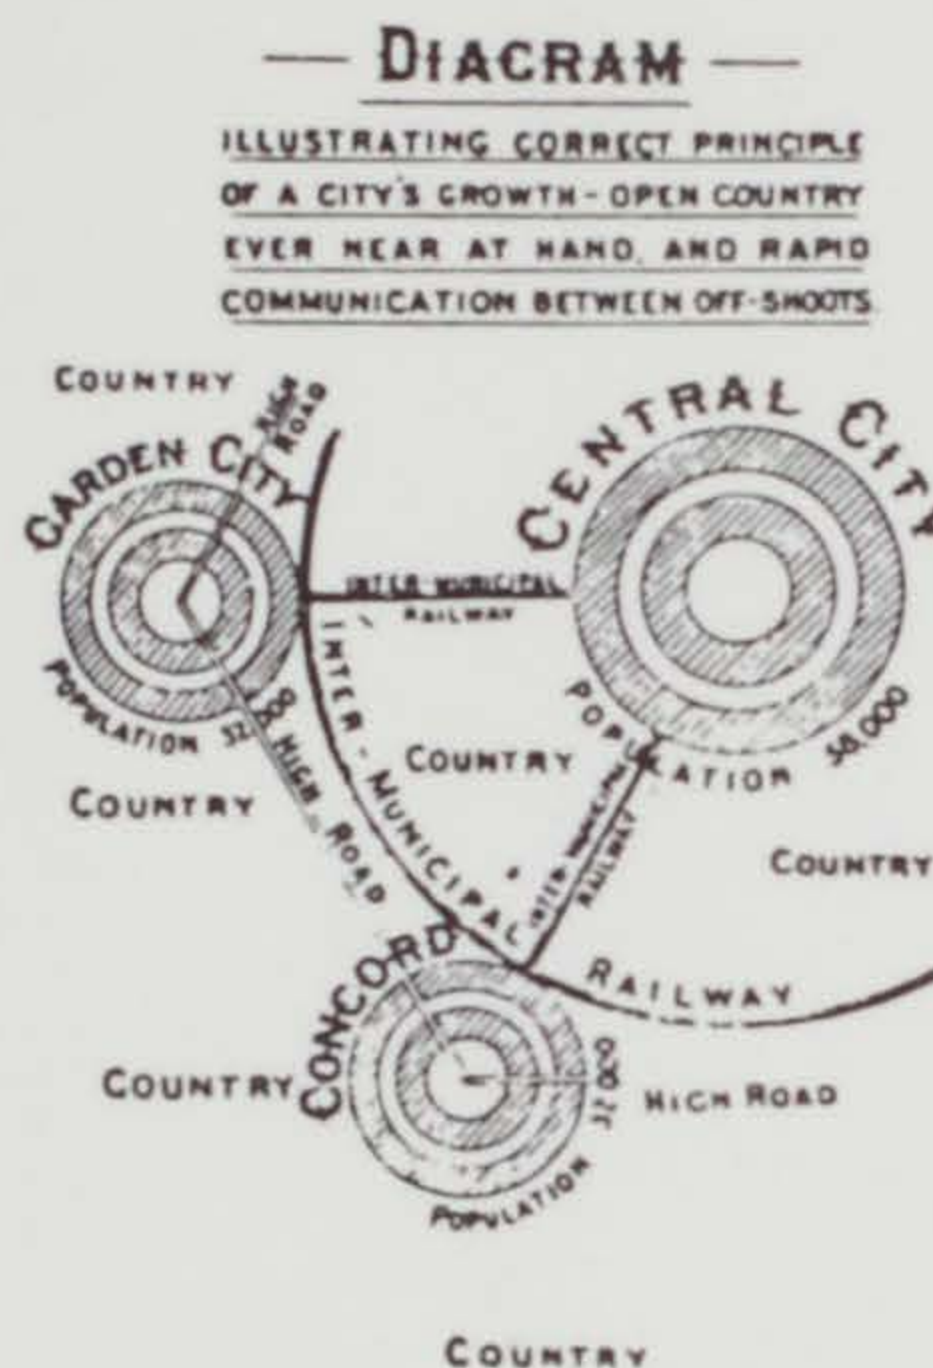 — DIAGRAM —
ILLUSTRATING CORRECT PRINCIPLE
OF A CITY'S GROWTH - OPEN COUNTRY
EVER NEAR AT HAND, AND RAPID
COMMUNICATION BETWEEN OFF-SHOOTS
COUNTRY
HIGH
ROAD
GARDEN CITY
CENTRAL CITY
INTER-MUNICIPAL
RAILWAY
POPULATION 32,000
POPULATION 58,000
HIGH ROAD
COUNTRY
COUNTRY
INTER-MUNICIPAL
RAILWAY
COUNTRY
INTER-MUNICIPAL RAILWAY
CONCORD
COUNTRY
POPULATION 32,000
HIGH ROAD
COUNTRY